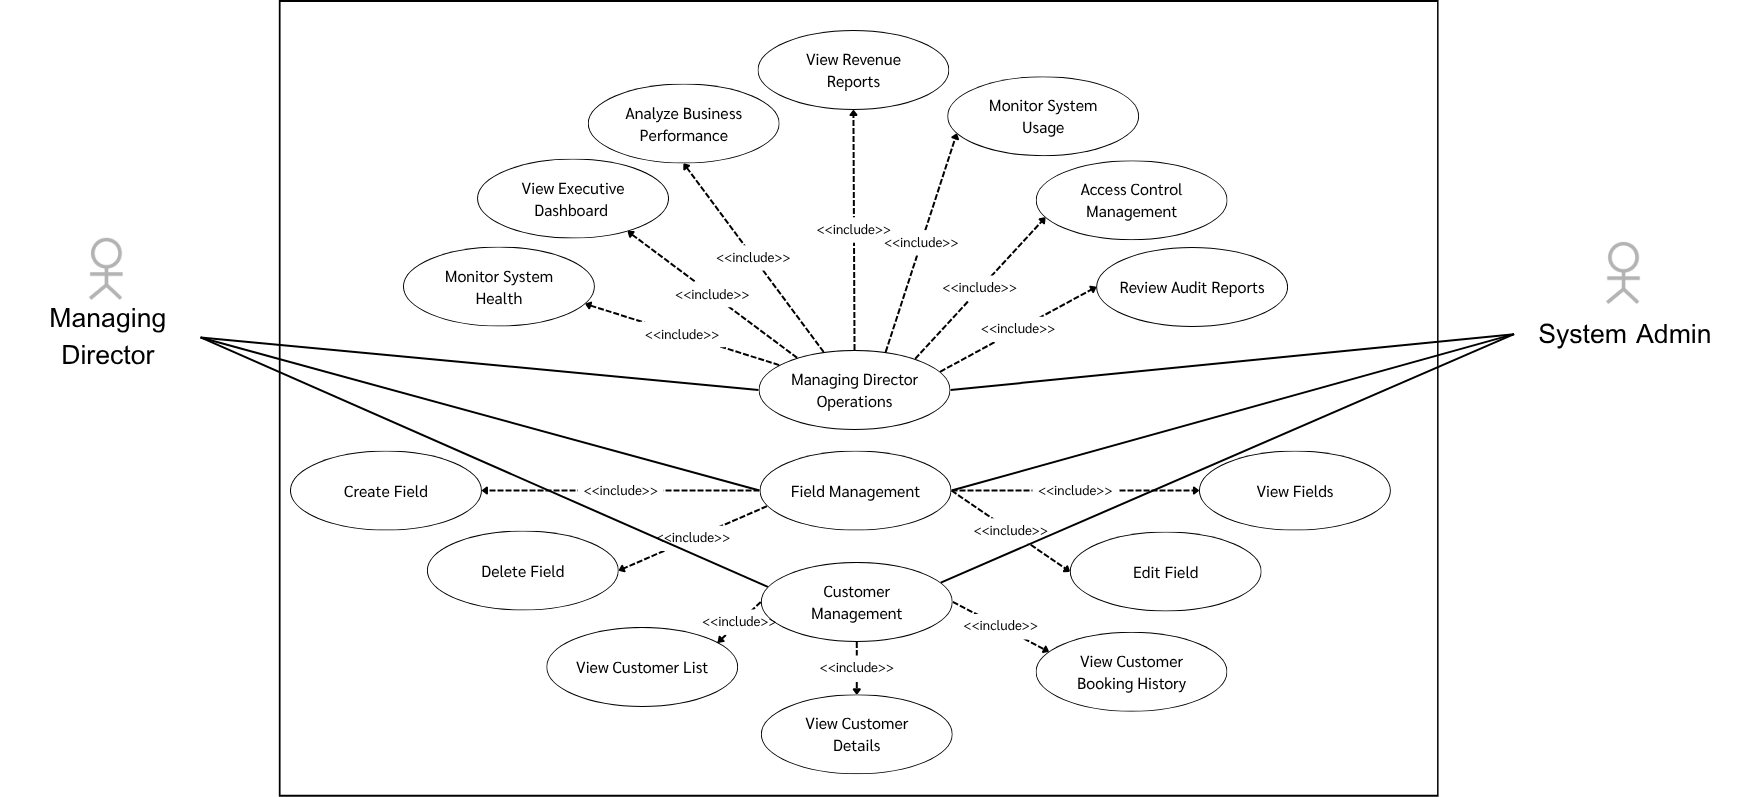 View Revenue
Reports
Analyze Business
Performance
Monitor System
Usage
View Executive
Dashboard
Access Control
Management
Monitor System
Health
Review Audit Reports
<<include>>
<<include>>
<<include>>
<<include>>
<<include>>
<<include>>
<<include>>
Managing
Director
System Admin
Managing Director
Operations
Create Field
<<include>>
Field Management
<<include>>
View Fields
<<include>>
<<include>>
Delete Field
Edit Field
Customer
Management
<<include>>
<<include>>
View Customer List
<<include>>
View Customer
Booking History
View Customer
Details